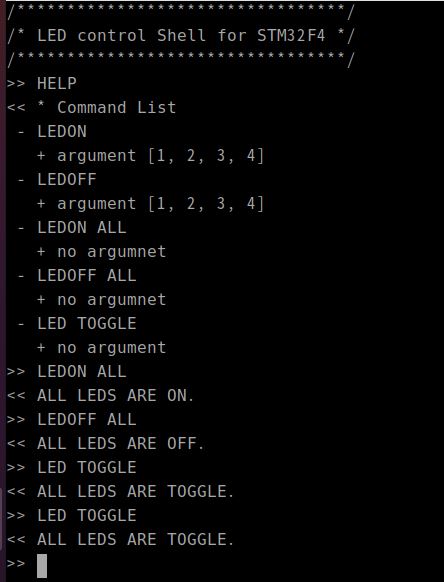 /*********************************/
/* LED control Shell for STM32F4 */
/*********************************/
>> HELP
<< * Command List
 - LEDON
   + argument [1, 2, 3, 4]
 - LEDOFF
   + argument [1, 2, 3, 4]
 - LEDON ALL
   + no argumnet
 - LEDOFF ALL
   + no argumnet
 - LED TOGGLE
   + no argument
>> LEDON ALL
<< ALL LEDS ARE ON.
>> LEDOFF ALL
<< ALL LEDS ARE OFF.
>> LED TOGGLE
<< ALL LEDS ARE TOGGLE.
>> LED TOGGLE
<< ALL LEDS ARE TOGGLE.
>>